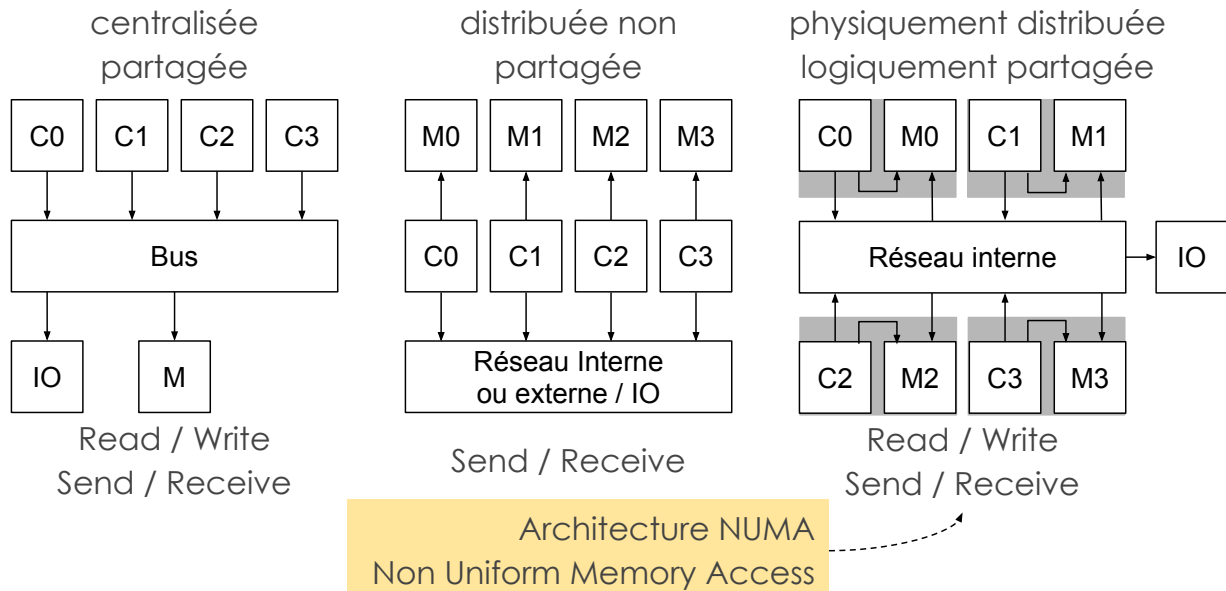 centralisée
partagée
C0 C1 C2 C3
Bus
IO M
Read / Write
Send / Receive
distribuée non
partagée
M0 M1 M2 M3
C0 C1 C2 C3
Réseau Interne
ou externe / IO
Send / Receive
physiquement distribuée
logiquement partagée
C0 M0 C1 M1
Réseau interne IO
C2 M2 C3 M3
Read / Write
Send / Receive
Architecture NUMA
Non Uniform Memory Access